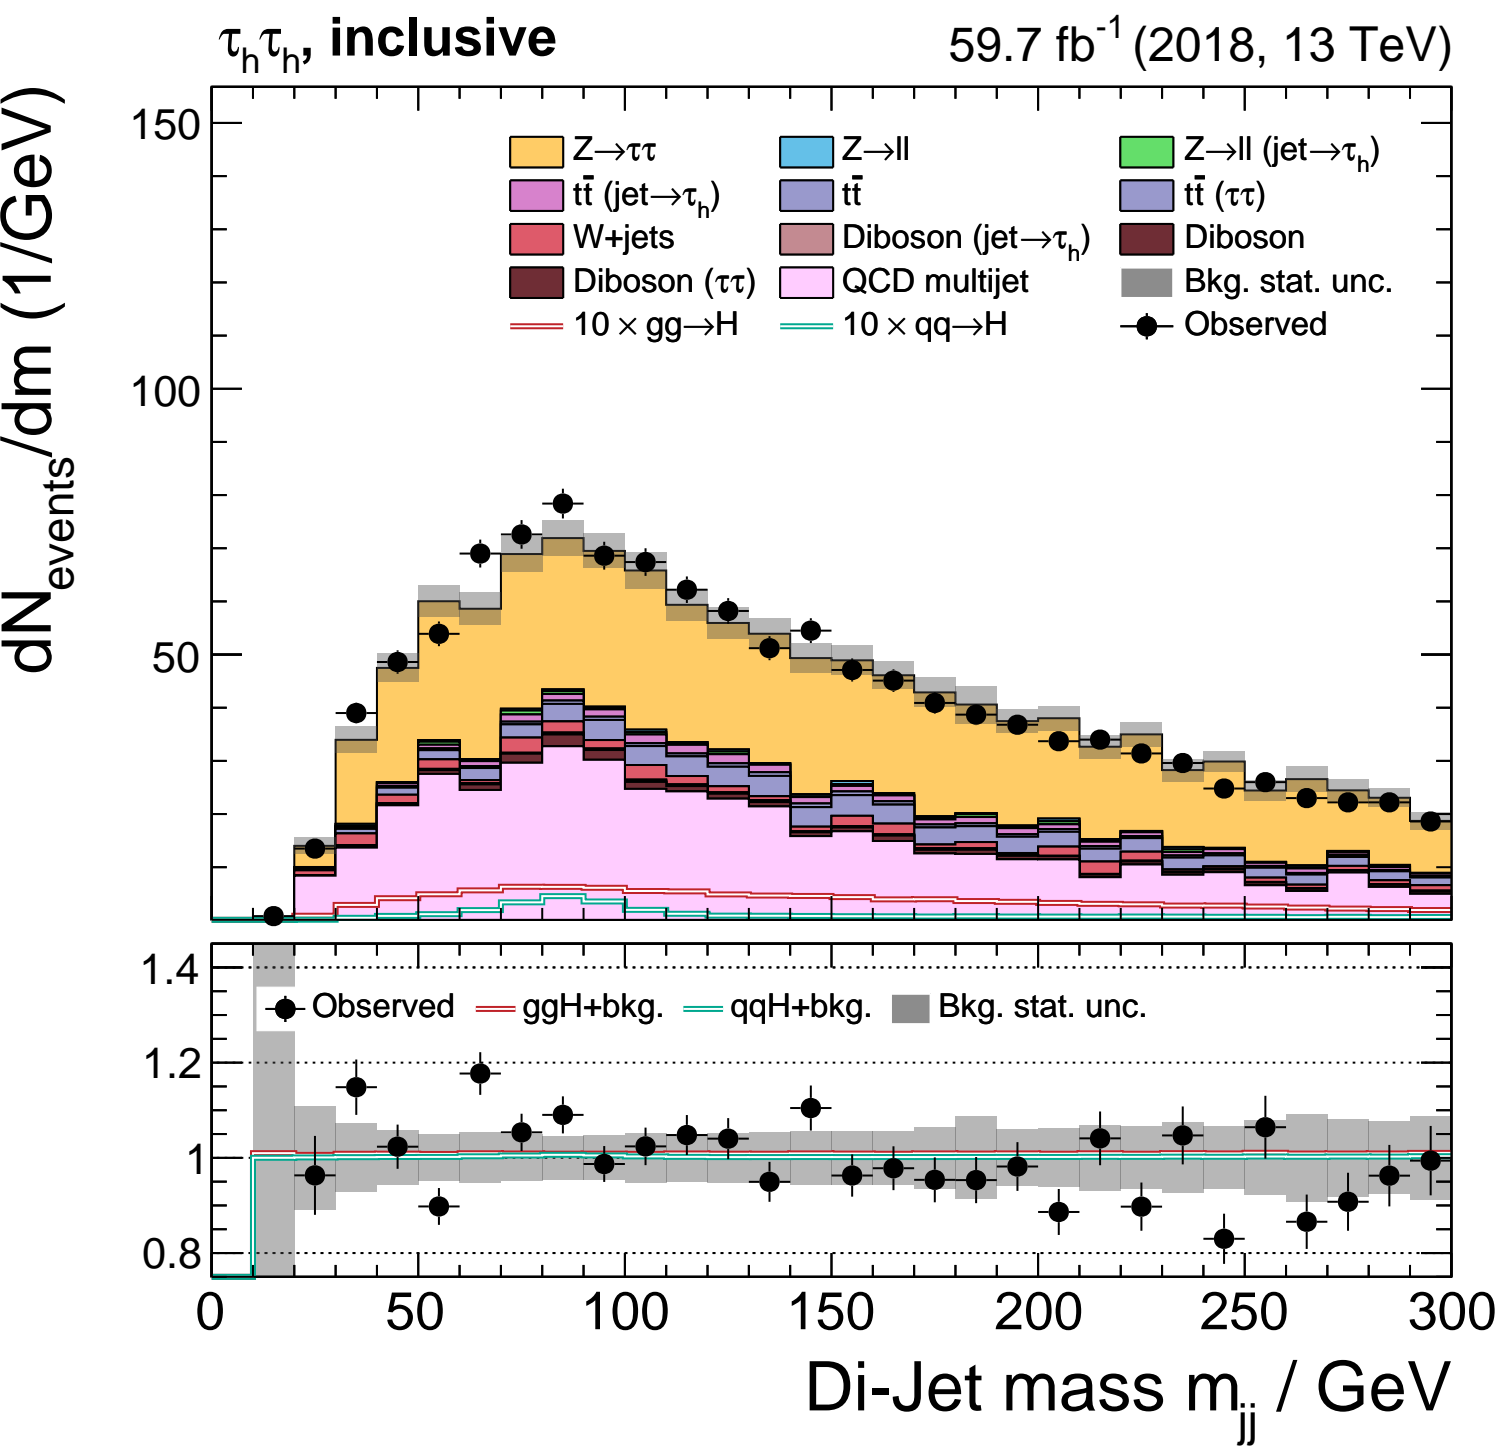 τhτh, inclusive 59.7 fb-1 (2018, 13 TeV)
dNevents/dm (1/GeV)
150
100
50
Z→ττ Z→ll Z→ll (jet→τh)
tt̄ (jet→τh) tt̄ tt̄ (ττ)
W+jets Diboson (jet→τh) Diboson
Diboson (ττ) QCD multijet Bkg. stat. unc.
10 × gg→H 10 × qq→H Observed
1.4
1.2
1
0.8
Observed ggH+bkg. qqH+bkg. Bkg. stat. unc.
0 50 100 150 200 250 300
Di-Jet mass mjj / GeV